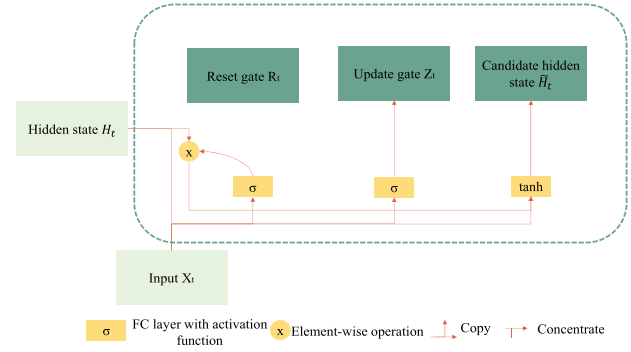 Reset gate Rₜ
Update gate Zₜ
Candidate hidden
state H̃ₜ
Hidden state Hₜ
x
σ
σ
tanh
Input Xₜ
σ
FC layer with activation
function
x
Element-wise operation
Copy
Concentrate